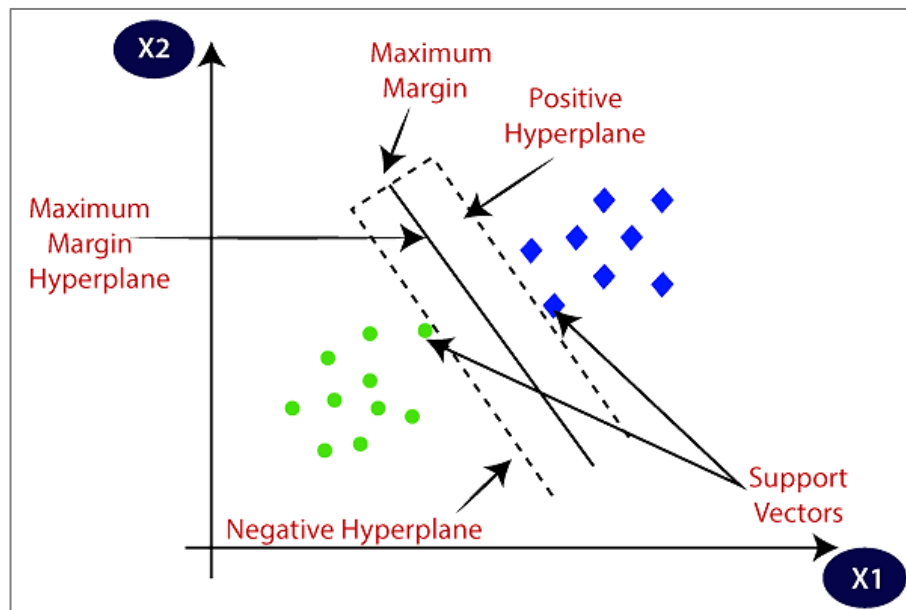 X2
Maximum
Margin
Positive
Hyperplane
Maximum
Margin
Hyperplane
Support
Vectors
Negative Hyperplane
X1